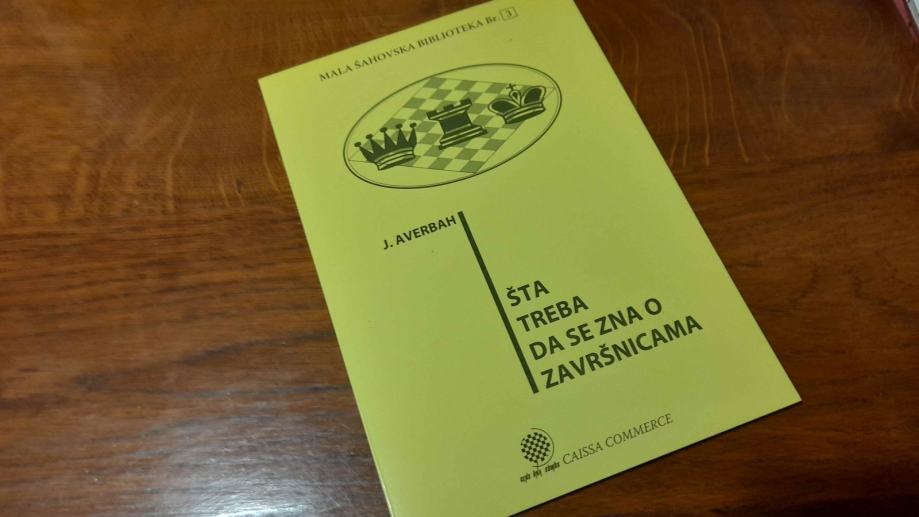 MALA ŠAHOVSKA BIBLIOTEKA Br. 3
J. AVERBAH
ŠTA
TREBA
DA SE ZNA O
ZAVRŠNICAMA
CAISSA COMMERCE